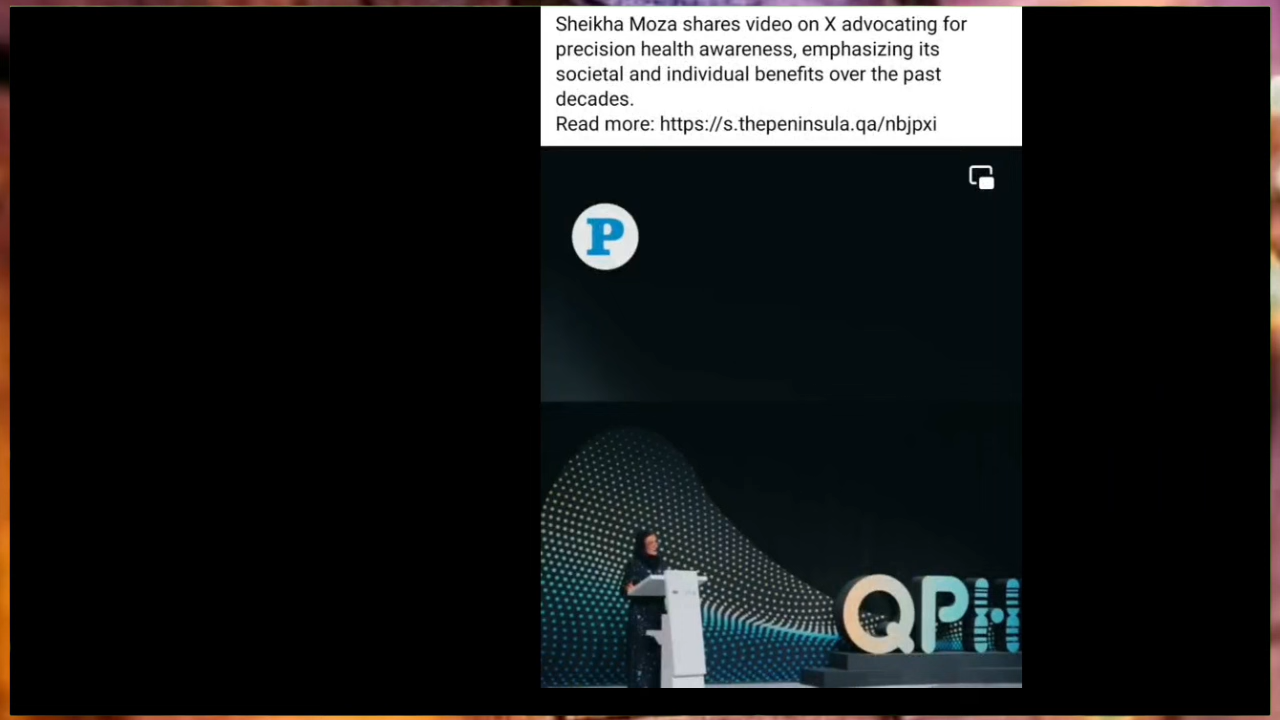 Sheikha Moza shares video on X advocating for
precision health awareness, emphasizing its
societal and individual benefits over the past
decades.
Read more: https://s.thepeninsula.qa/nbjpxi
P
QPH